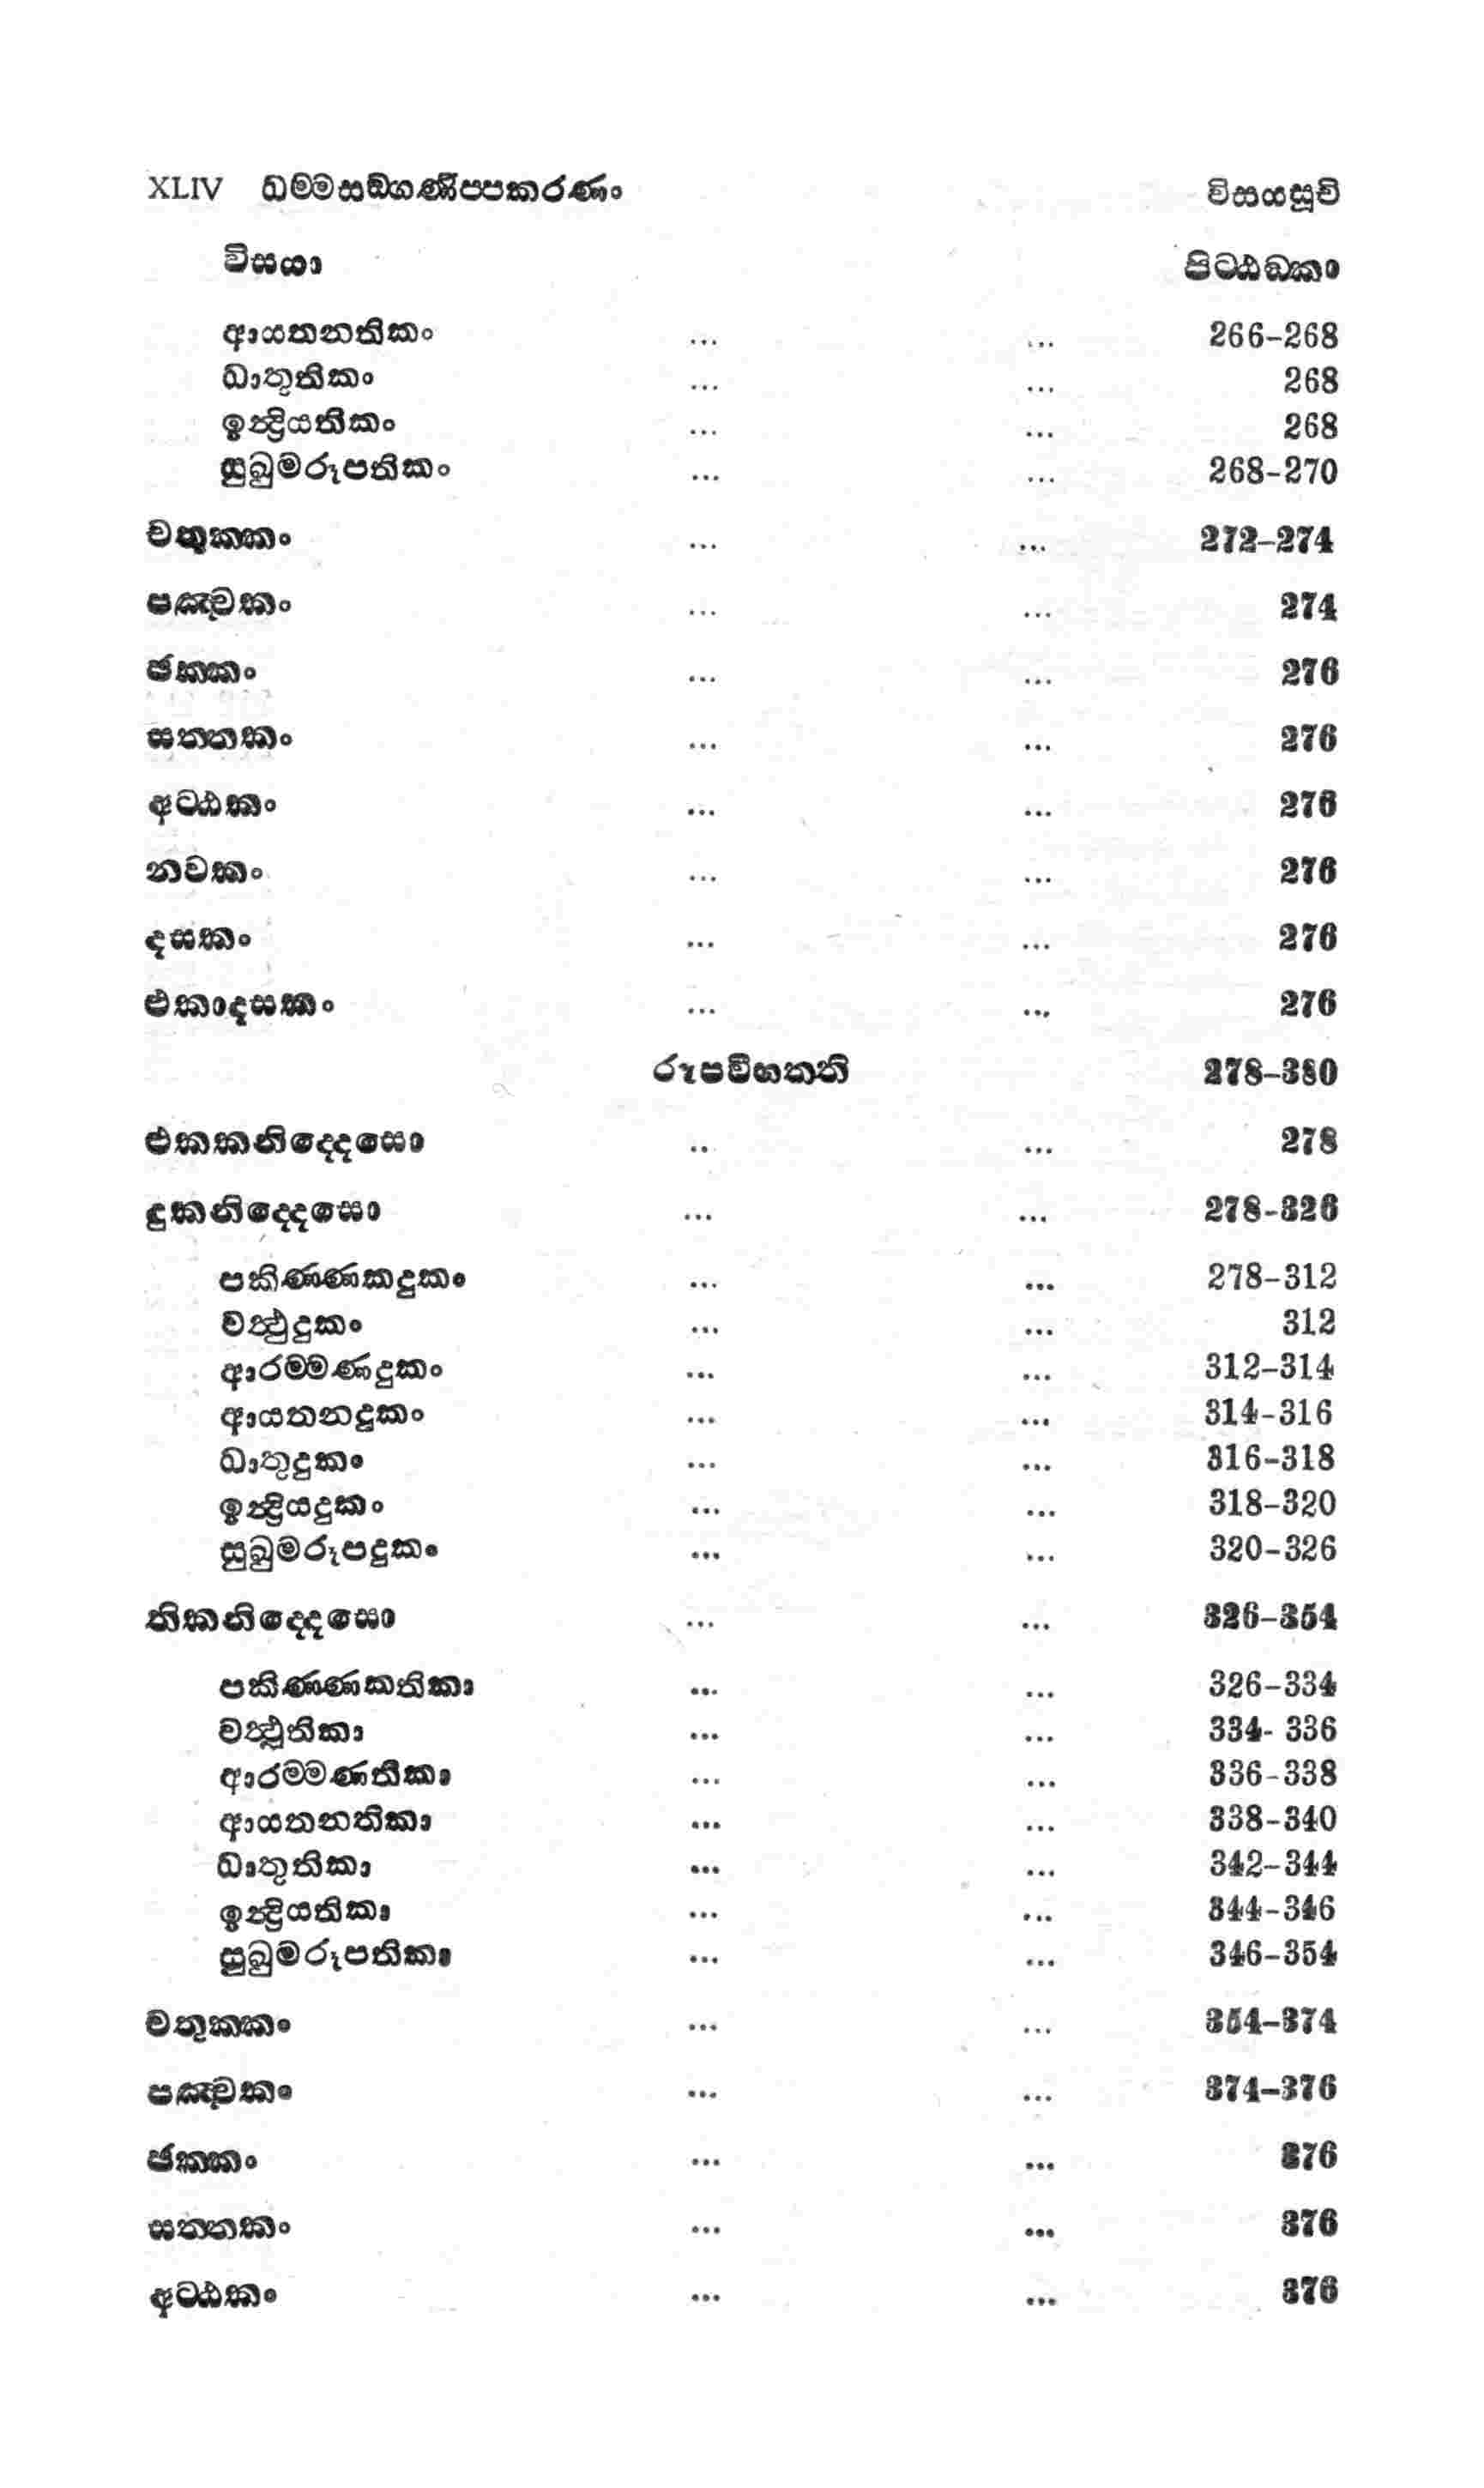 XLIV ධම්මසඞ්ගණිප්පකරණං විසයසූචි
විසයා පිට්ඨඞ්කා
ආයතනතිකං ... ... 266-268
ධාතුතිකං ... ... 268
ඉන්ද්‍රියතිකං ... ... 268
සුඛුමරූපතිකං ... ... 268-270
චතුක්කං ... ... 272-274
පඤ්චකං ... ... 274
ඡක්කං ... ... 276
සත්තකං ... ... 276
අට්ඨකං ... ... 276
නවකං ... ... 276
දසකං ... ... 276
එකාදසකං ... ... 276
රූපවිභත්ති 278-380
එකකනිද්දෙසො .. ... 278
දුකනිද්දෙසො ... ... 278-326
පකිණ්ණකදුකං ... ... 278-312
වත්‍ථුදුකං ... ... 312
ආරම්මණදුකං ... ... 312-314
ආයතනදුකං ... ... 314-316
ධාතුදුකං ... ... 316-318
ඉන්ද්‍රියදුකං ... ... 318-320
සුඛුමරූපදුකං ... ... 320-326
තිකනිද්දෙසො ... ... 326-354
පකිණ්ණකතිකා ... ... 326-334
වත්‍ථුතිකා ... ... 334- 336
ආරම්මණතිකා ... ... 336-338
ආයතනතිකා ... ... 338-340
ධාතුතිකා ... ... 342-344
ඉන්ද්‍රියතිකා ... ... 344-346
සුඛුමරූපතිකා ... ... 346-354
චතුක්කං ... ... 354-374
පඤ්චකං ... ... 374-376
ඡක්කං ... ... 376
සත්තකං ... ... 376
අට්ඨකං ... ... 376